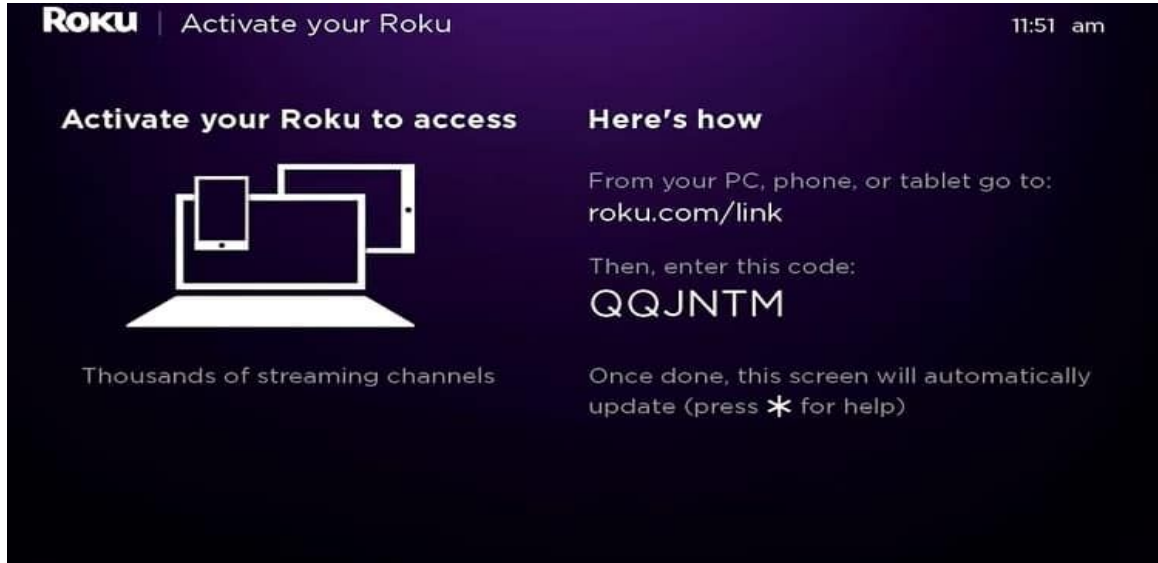 Roku | Activate your Roku
11:51 am
Activate your Roku to access
Thousands of streaming channels
Here's how
From your PC, phone, or tablet go to:
roku.com/link
Then, enter this code:
QQJNTM
Once done, this screen will automatically
update (press * for help)